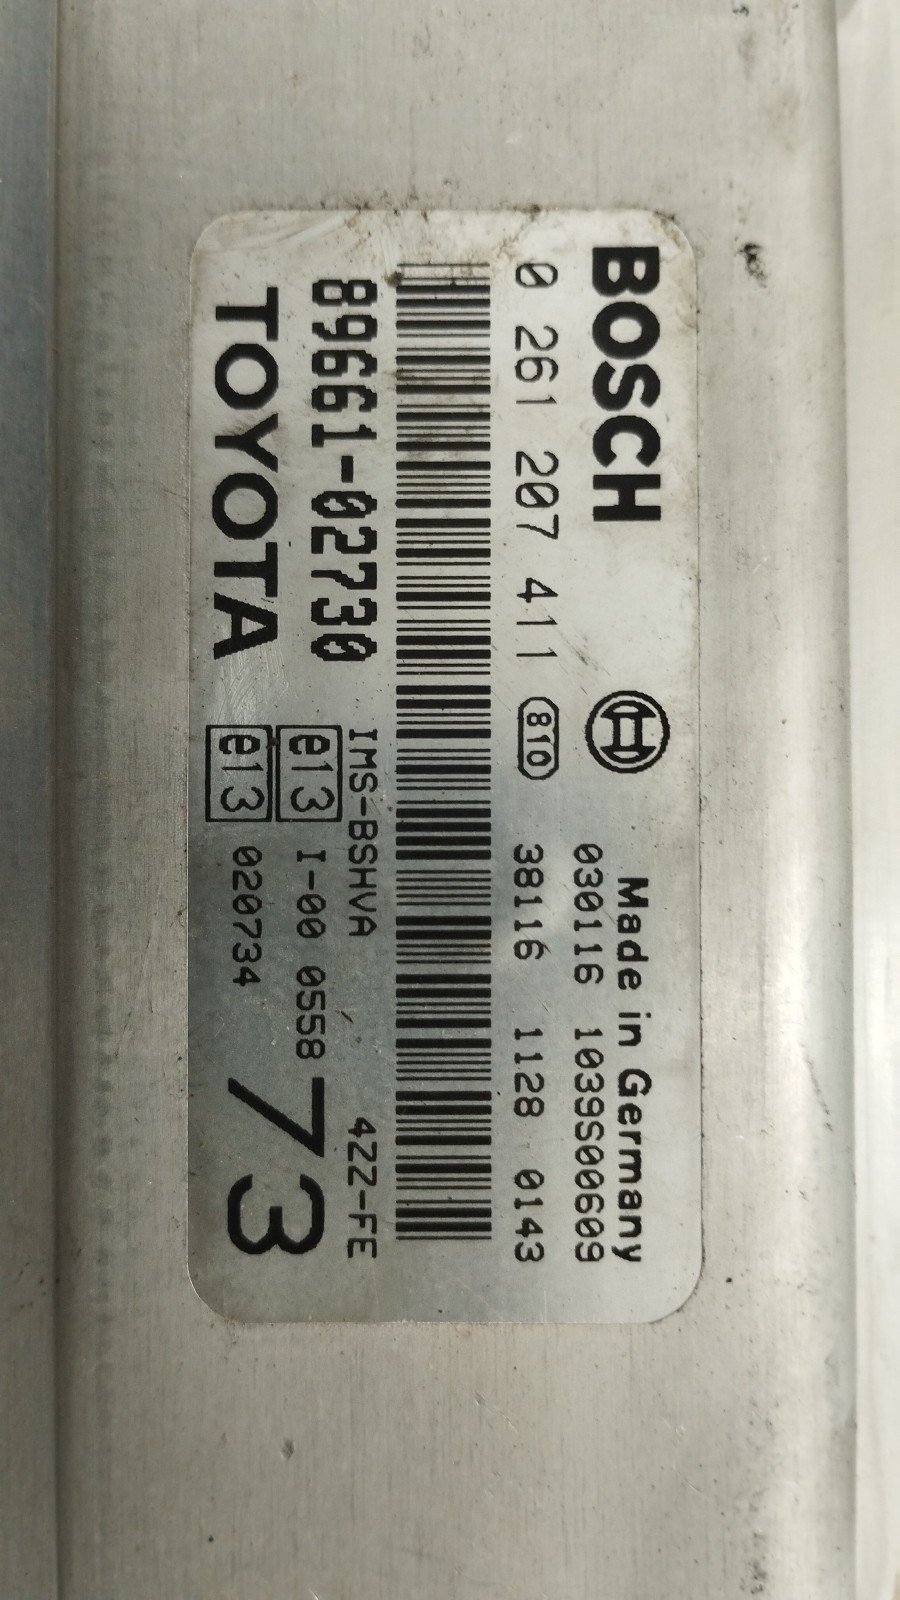 BOSCH
Made in Germany
030116 1039S00609
0 261 207 411 810 38116 1128 0143
IMS-BSHVA 4ZZ-FE
89661-02730 e13 I-00 0558
TOYOTA e13 020734 73